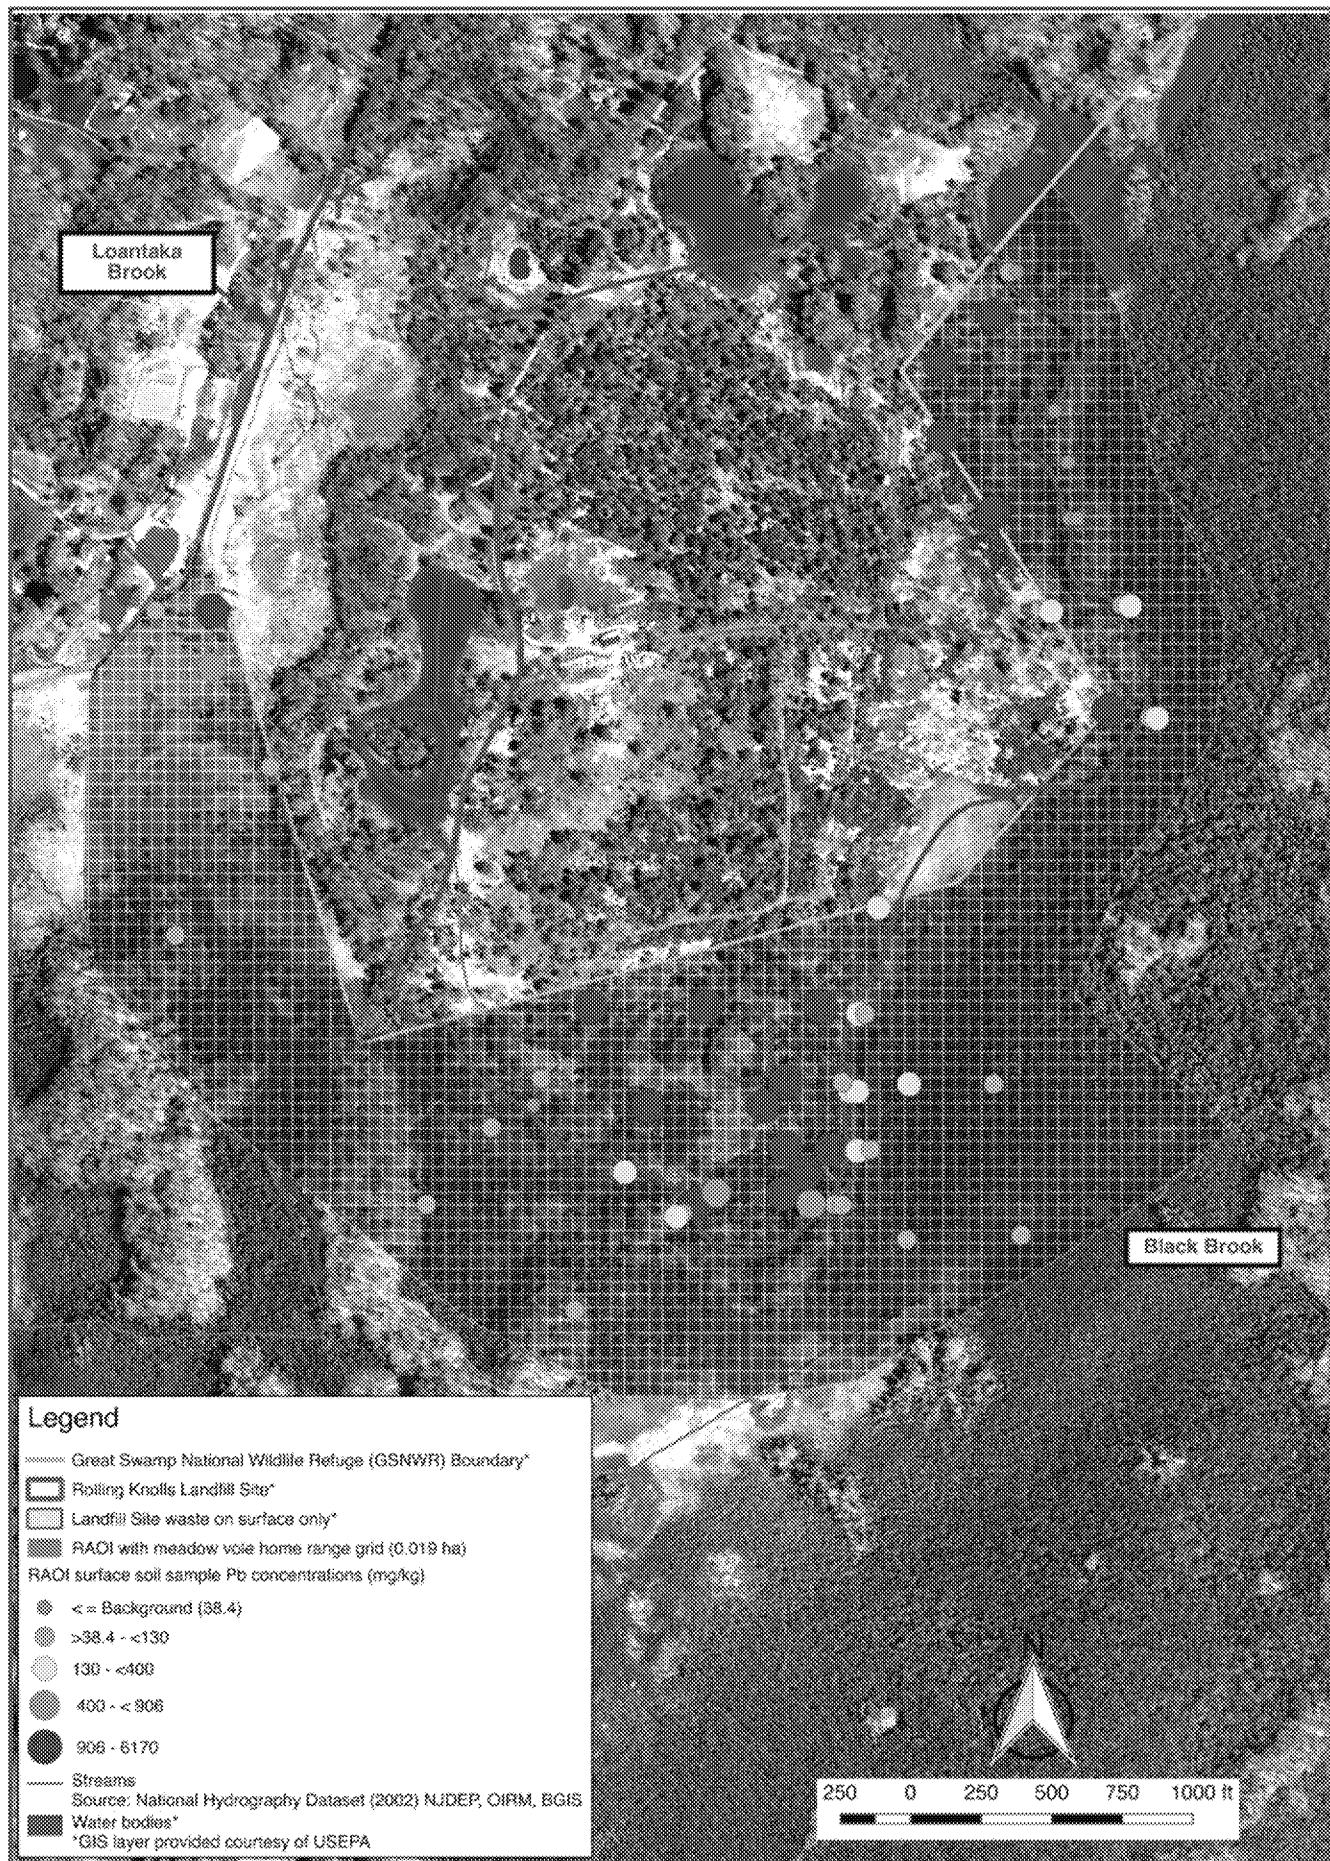 Loantaka
Brook
Black Brook
Legend
Great Swamp National Wildlife Refuge (GSNWR) Boundary*
Rolling Knolls Landfill Site*
Landfill Site waste on surface only*
RAOI with meadow vole home range grid (0.019 ha)
RAOI surface soil sample Pb concentrations (mg/kg)
< = Background (38.4)
>38.4 - <130
130 - <400
400 - < 906
906 - 6170
Streams
Source: National Hydrography Dataset (2002) NJDEP, OIRM, BGIS
Water bodies*
*GIS layer provided courtesy of USEPA
N
250 0 250 500 750 1000 ft